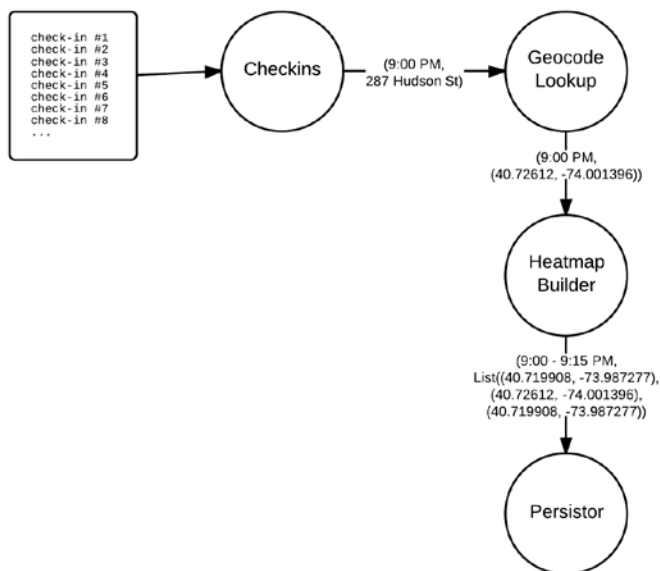 check-in #1
check-in #2
check-in #3
check-in #4
check-in #5
check-in #6
check-in #7
check-in #8
...
Checkins
(9:00 PM,
287 Hudson St)
Geocode
Lookup
(9:00 PM,
(40.72612, -74.001396))
Heatmap
Builder
(9:00 - 9:15 PM,
List((40.719908, -73.987277),
(40.72612, -74.001396),
(40.719908, -73.987277))
Persistor